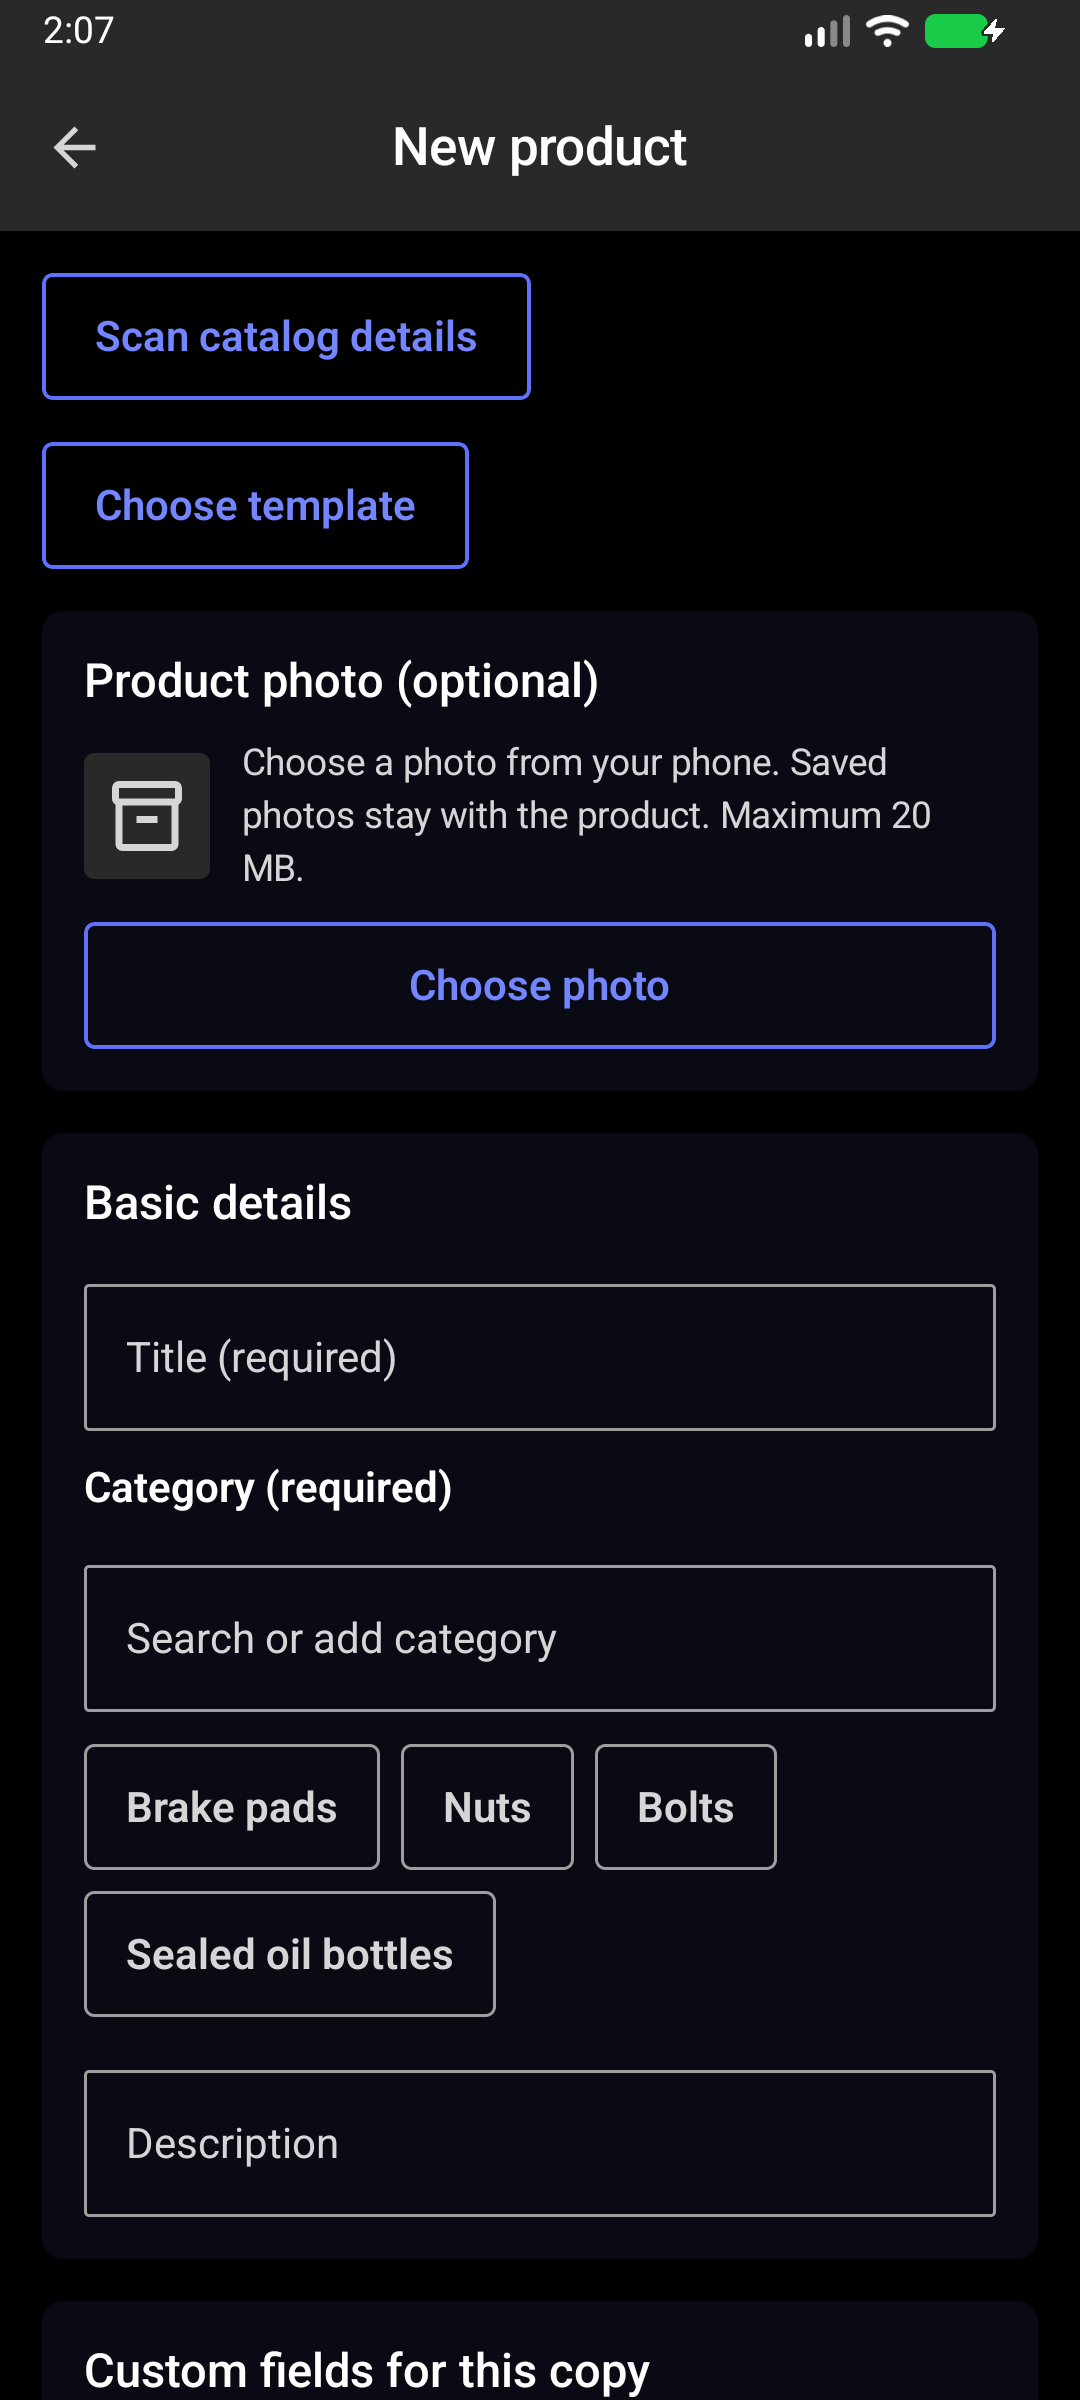 2:07
New product
Scan catalog details
Choose template
Product photo (optional)
Choose a photo from your phone. Saved
photos stay with the product. Maximum 20
MB.
Choose photo
Basic details
Title (required)
Category (required)
Search or add category
Brake pads
Nuts
Bolts
Sealed oil bottles
Description
Custom fields for this copy